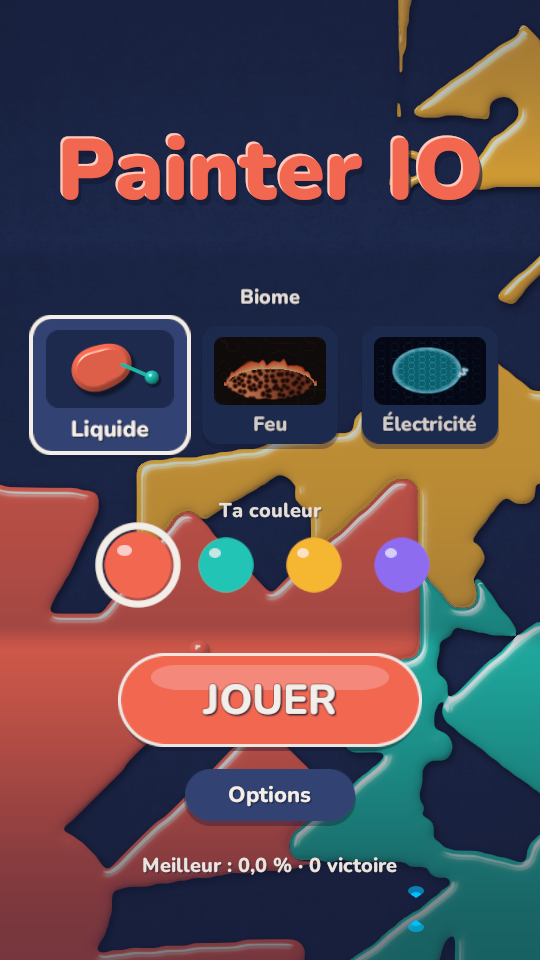 Painter IO
Biome
Liquide
Feu
Électricité
Ta couleur
JOUER
Options
Meilleur : 0,0 % · 0 victoire